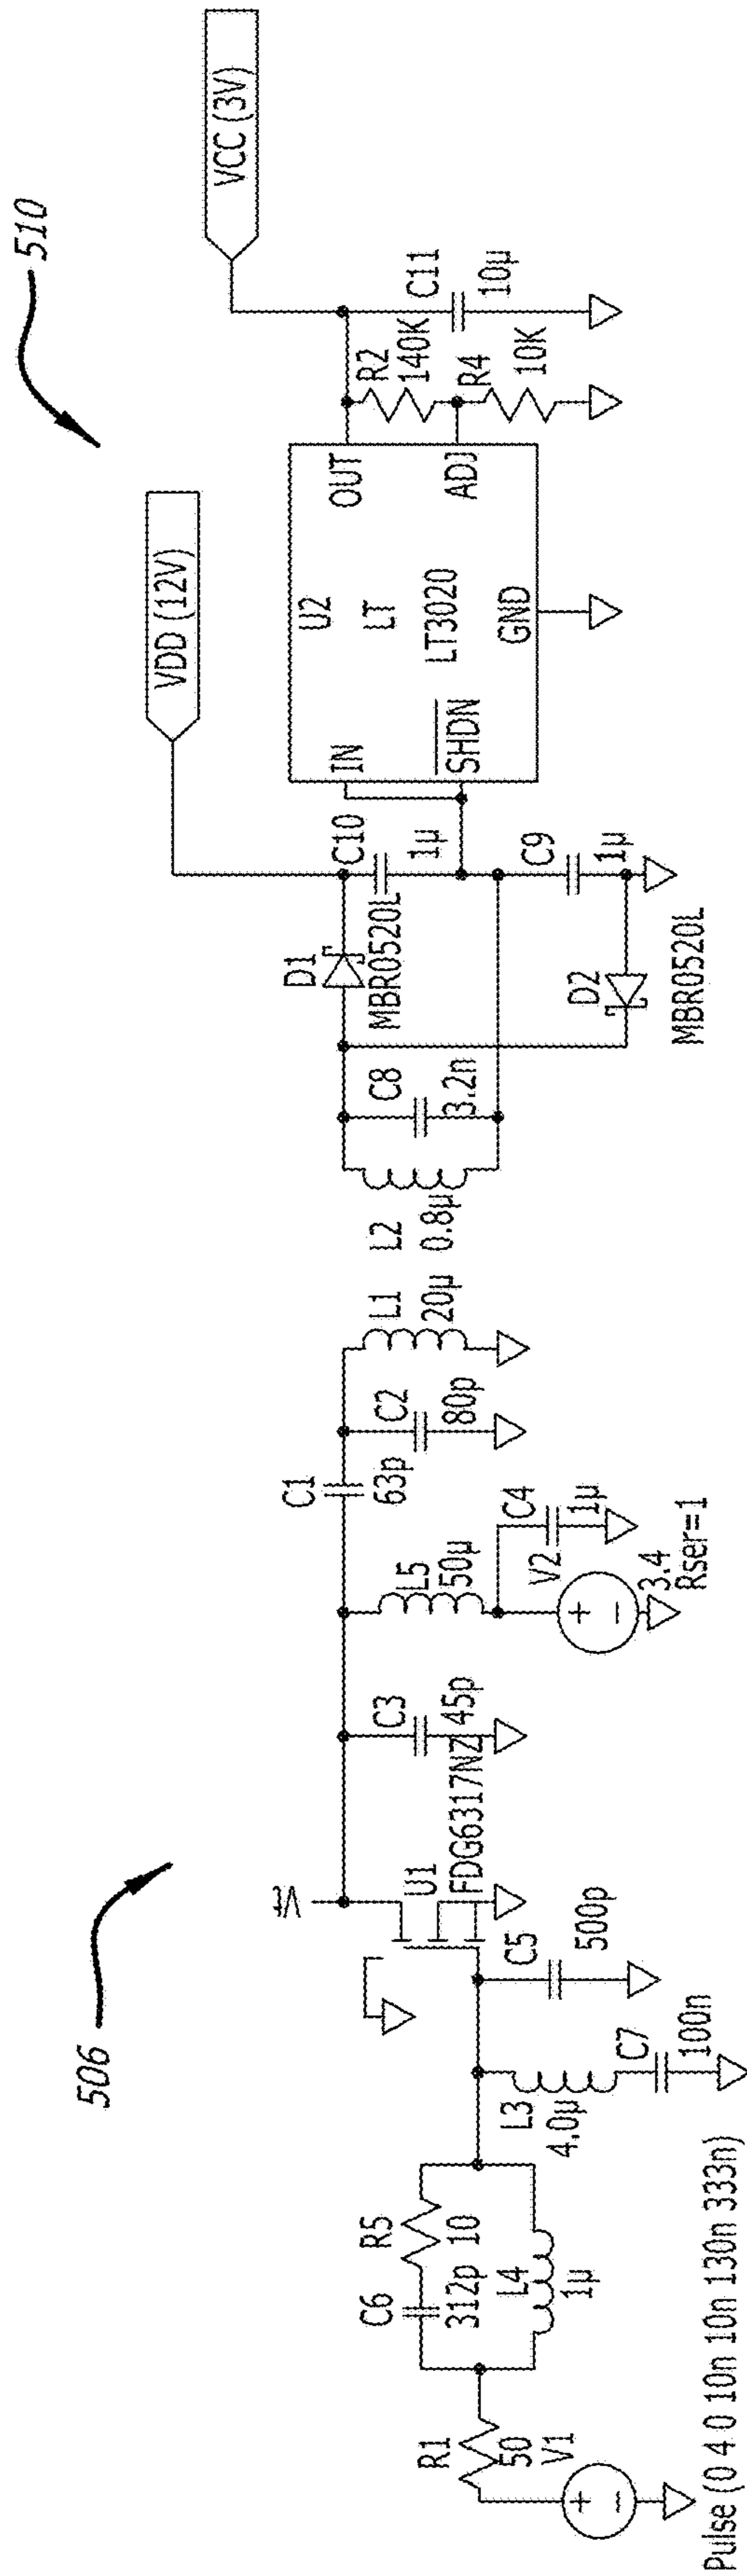 506
510
VDD (12V)
VCC (3V)
Vt
C1
63p
L1
20µ
C2
80p
L2
0.8µ
C8
3.2n
D1
MBR0520L
C10
1µ
IN
U2
OUT
LT
LT3020
SHDN
GND
ADJ
R2
140K
R4
10K
C11
10µ
C9
1µ
D2
MBR0520L
C3
45p
L5
50µ
C4
1µ
V2
3.4
Rser=1
U1
FDG6317NZ
C5
500p
L3
4.0µ
C7
100n
C6
312p
R5
10
L4
1µ
R1
50
V1
Pulse (0 4 0 10n 10n 130n 333n)